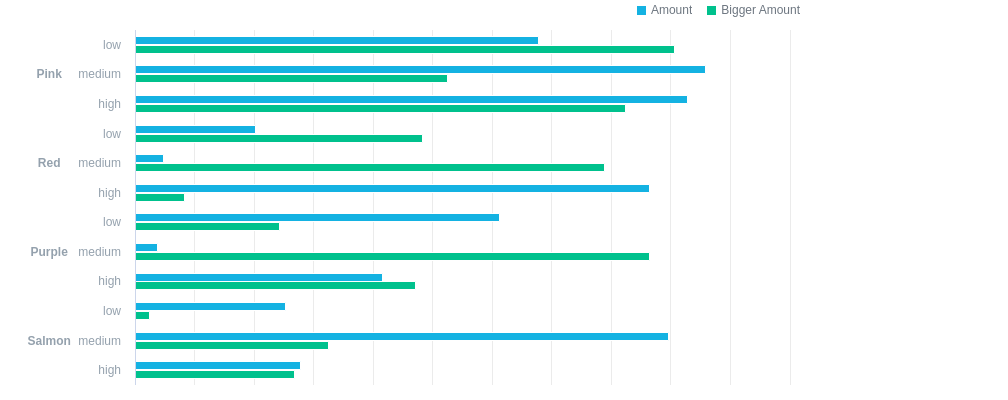 Amount Bigger Amount
low
Pink medium
high
low
Red medium
high
low
Purple medium
high
low
Salmon medium
high